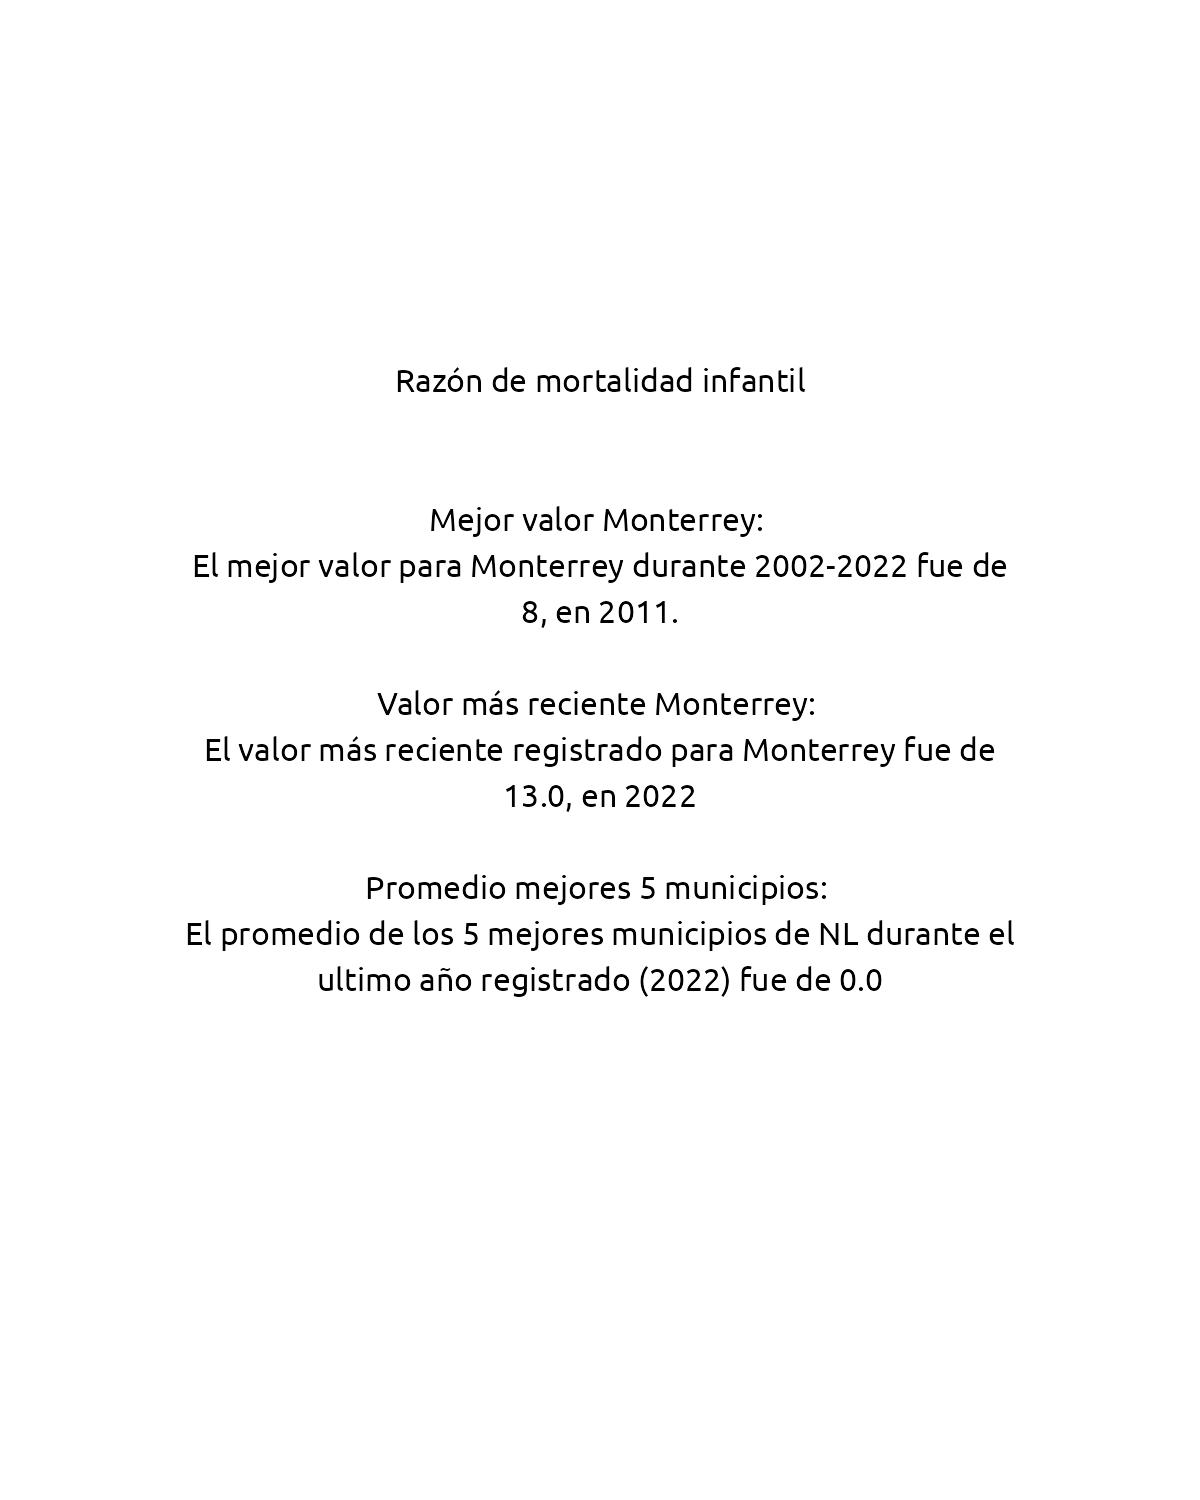 Razón de mortalidad infantil
Mejor valor Monterrey:
El mejor valor para Monterrey durante 2002-2022 fue de
8, en 2011.
Valor más reciente Monterrey:
El valor más reciente registrado para Monterrey fue de
13.0, en 2022
Promedio mejores 5 municipios:
El promedio de los 5 mejores municipios de NL durante el
ultimo año registrado (2022) fue de 0.0